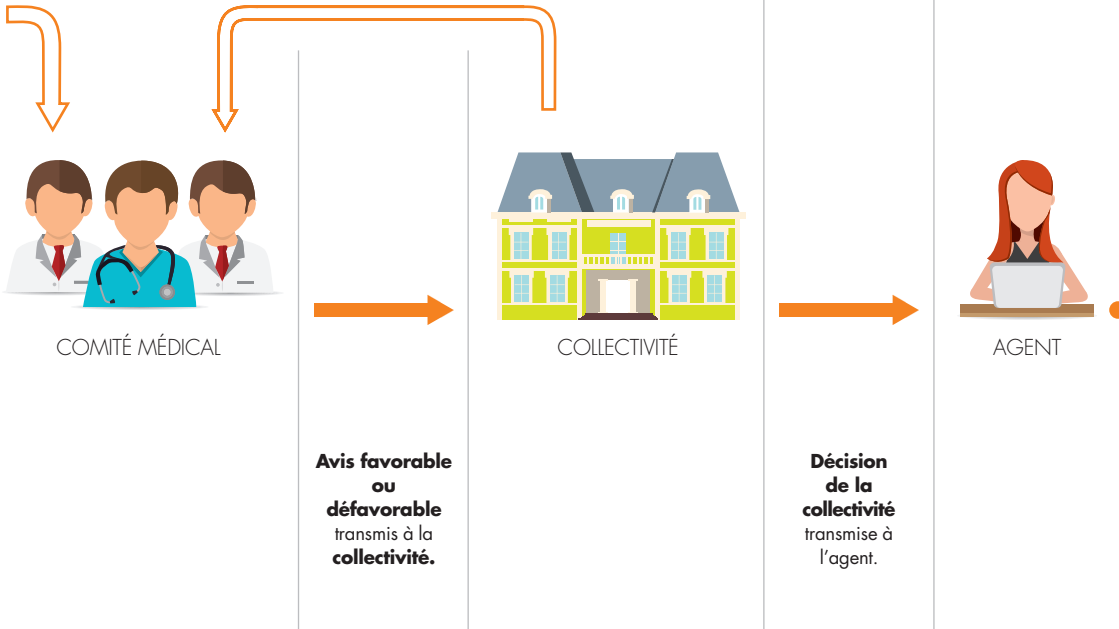 COMITÉ MÉDICAL
COLLECTIVITÉ
AGENT
Avis favorable
ou
défavorable
transmis à la
collectivité.
Décision
de la
collectivité
transmise à
l’agent.